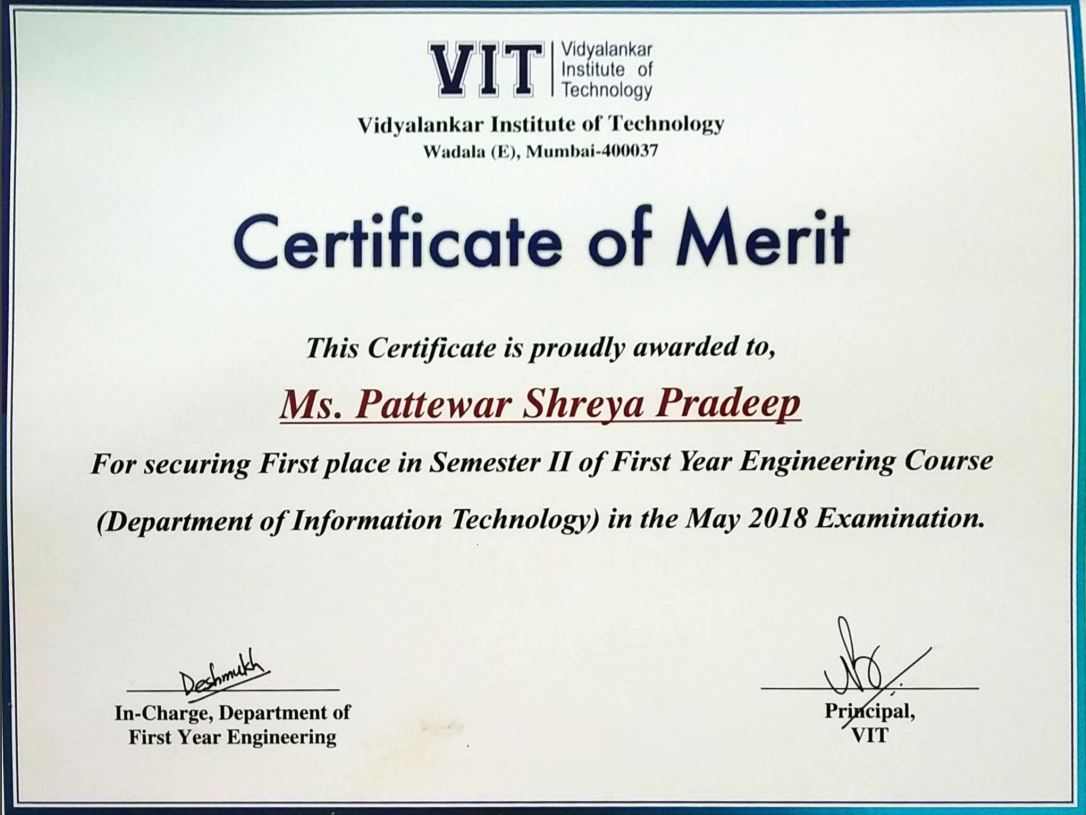 VIT
Vidyalankar
Institute of
Technology
Vidyalankar Institute of Technology
Wadala (E), Mumbai-400037
Certificate of Merit
This Certificate is proudly awarded to,
Ms. Pattewar Shreya Pradeep
For securing First place in Semester II of First Year Engineering Course
(Department of Information Technology) in the May 2018 Examination.
Deshmukh
In-Charge, Department of
First Year Engineering
Principal,
VIT